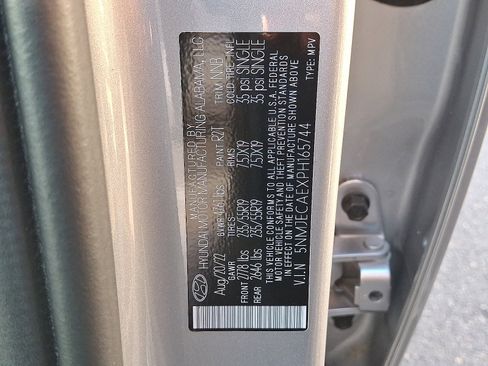 MANUFACTURED BY
HYUNDAI MOTOR MANUFACTURING ALABAMA, LLC
Aug/20/22 GVWR 4761 lbs PAINT R2T TRIM NNB
GAWR TIRES RIMS COLD TIRE INFL
FRONT 2778 lbs 235/55R19 7.5JX19 35 psi SINGLE
REAR 2646 lbs 235/55R19 7.5JX19 35 psi SINGLE
THIS VEHICLE CONFORMS TO ALL APPLICABLE U.S.A. FEDERAL
MOTOR VEHICLE SAFETY AND THEFT PREVENTION STANDARDS
IN EFFECT ON THE DATE OF MANUFACTURE SHOWN ABOVE
V.I.N 5NMJECAEXPH165744 TYPE: MPV